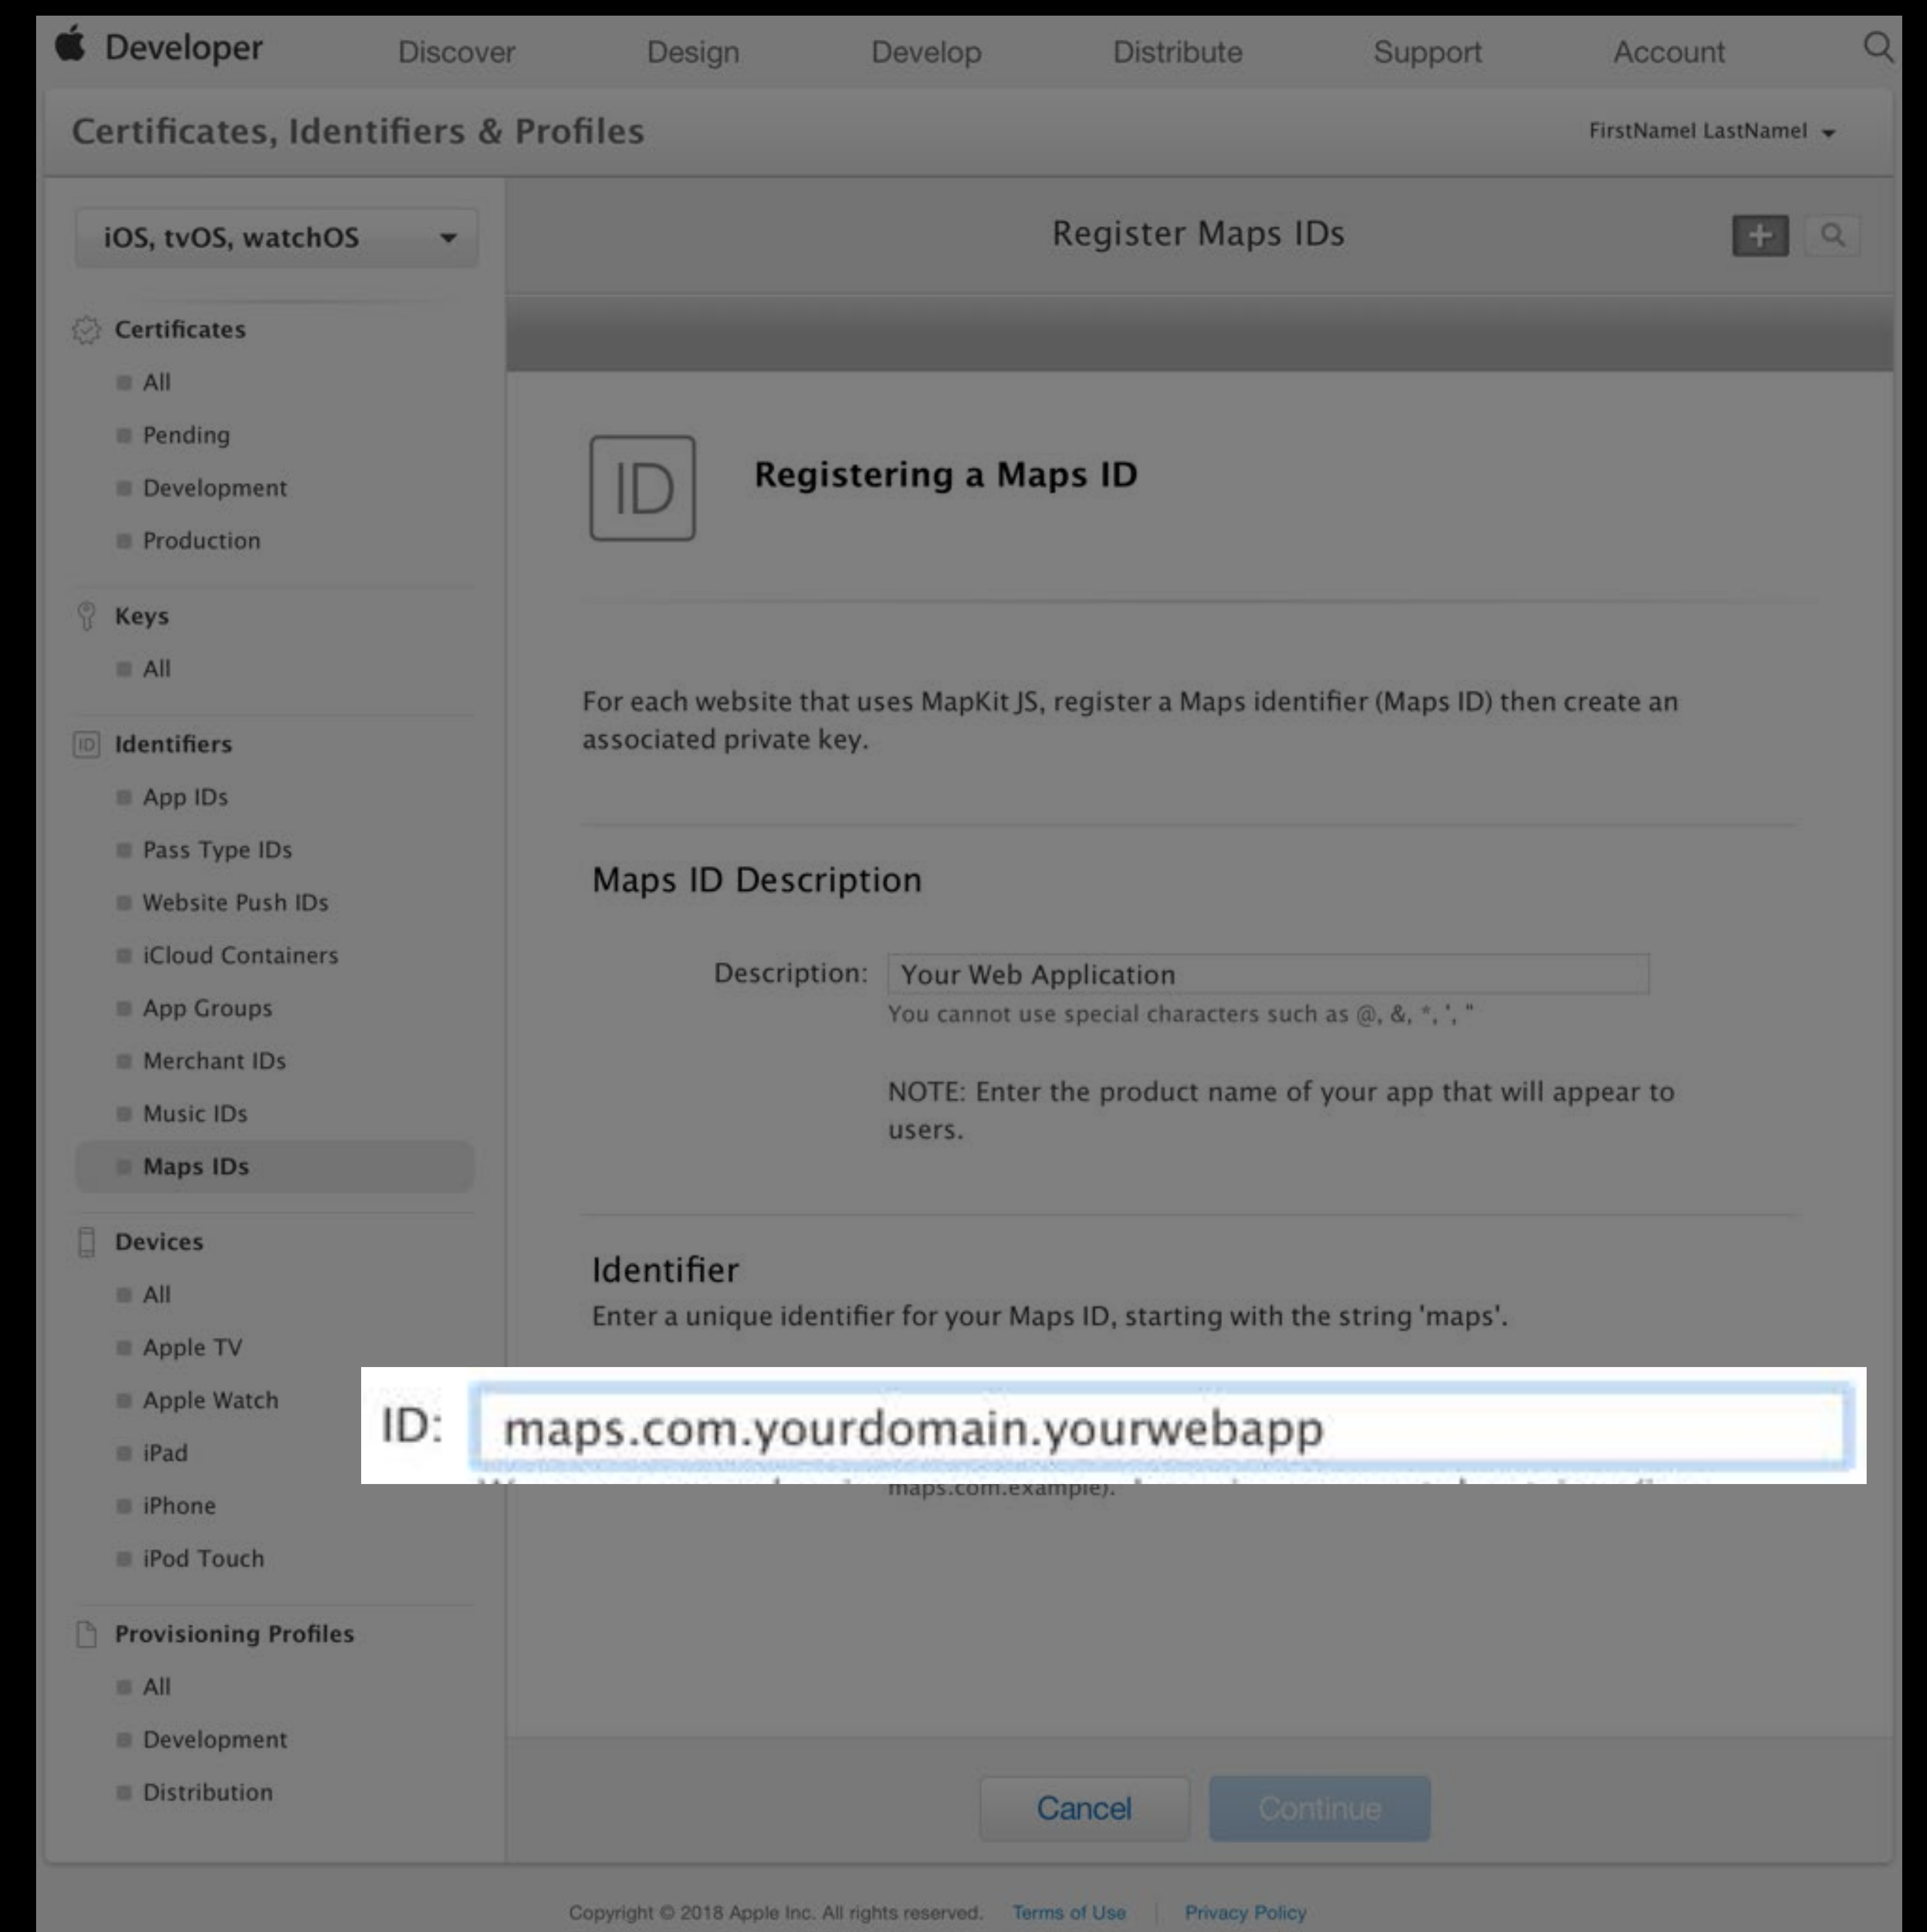 Developer
Discover
Design
Develop
Distribute
Support
Account
Certificates, Identifiers & Profiles
FirstNamel LastNamel
iOS, tvOS, watchOS
Certificates
All
Pending
Development
Production
Keys
All
Identifiers
App IDs
Pass Type IDs
Website Push IDs
iCloud Containers
App Groups
Merchant IDs
Music IDs
Maps IDs
Devices
All
Apple TV
Apple Watch
iPad
iPhone
iPod Touch
Provisioning Profiles
All
Development
Distribution
Register Maps IDs
ID
Registering a Maps ID
For each website that uses MapKit JS, register a Maps identifier (Maps ID) then create an
associated private key.
Maps ID Description
Description: Your Web Application
You cannot use special characters such as @, &, *, ', "
NOTE: Enter the product name of your app that will appear to
users.
Identifier
Enter a unique identifier for your Maps ID, starting with the string 'maps'.
ID: maps.com.yourdomain.yourwebapp
maps.com.example).
Cancel
Continue
Copyright © 2018 Apple Inc. All rights reserved. Terms of Use | Privacy Policy